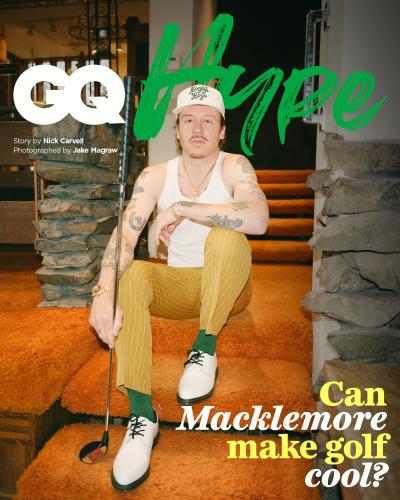 GQ Hype
Story by Nick Carvell
Photographed by Jake Magraw
Can
Macklemore
make golf
cool?